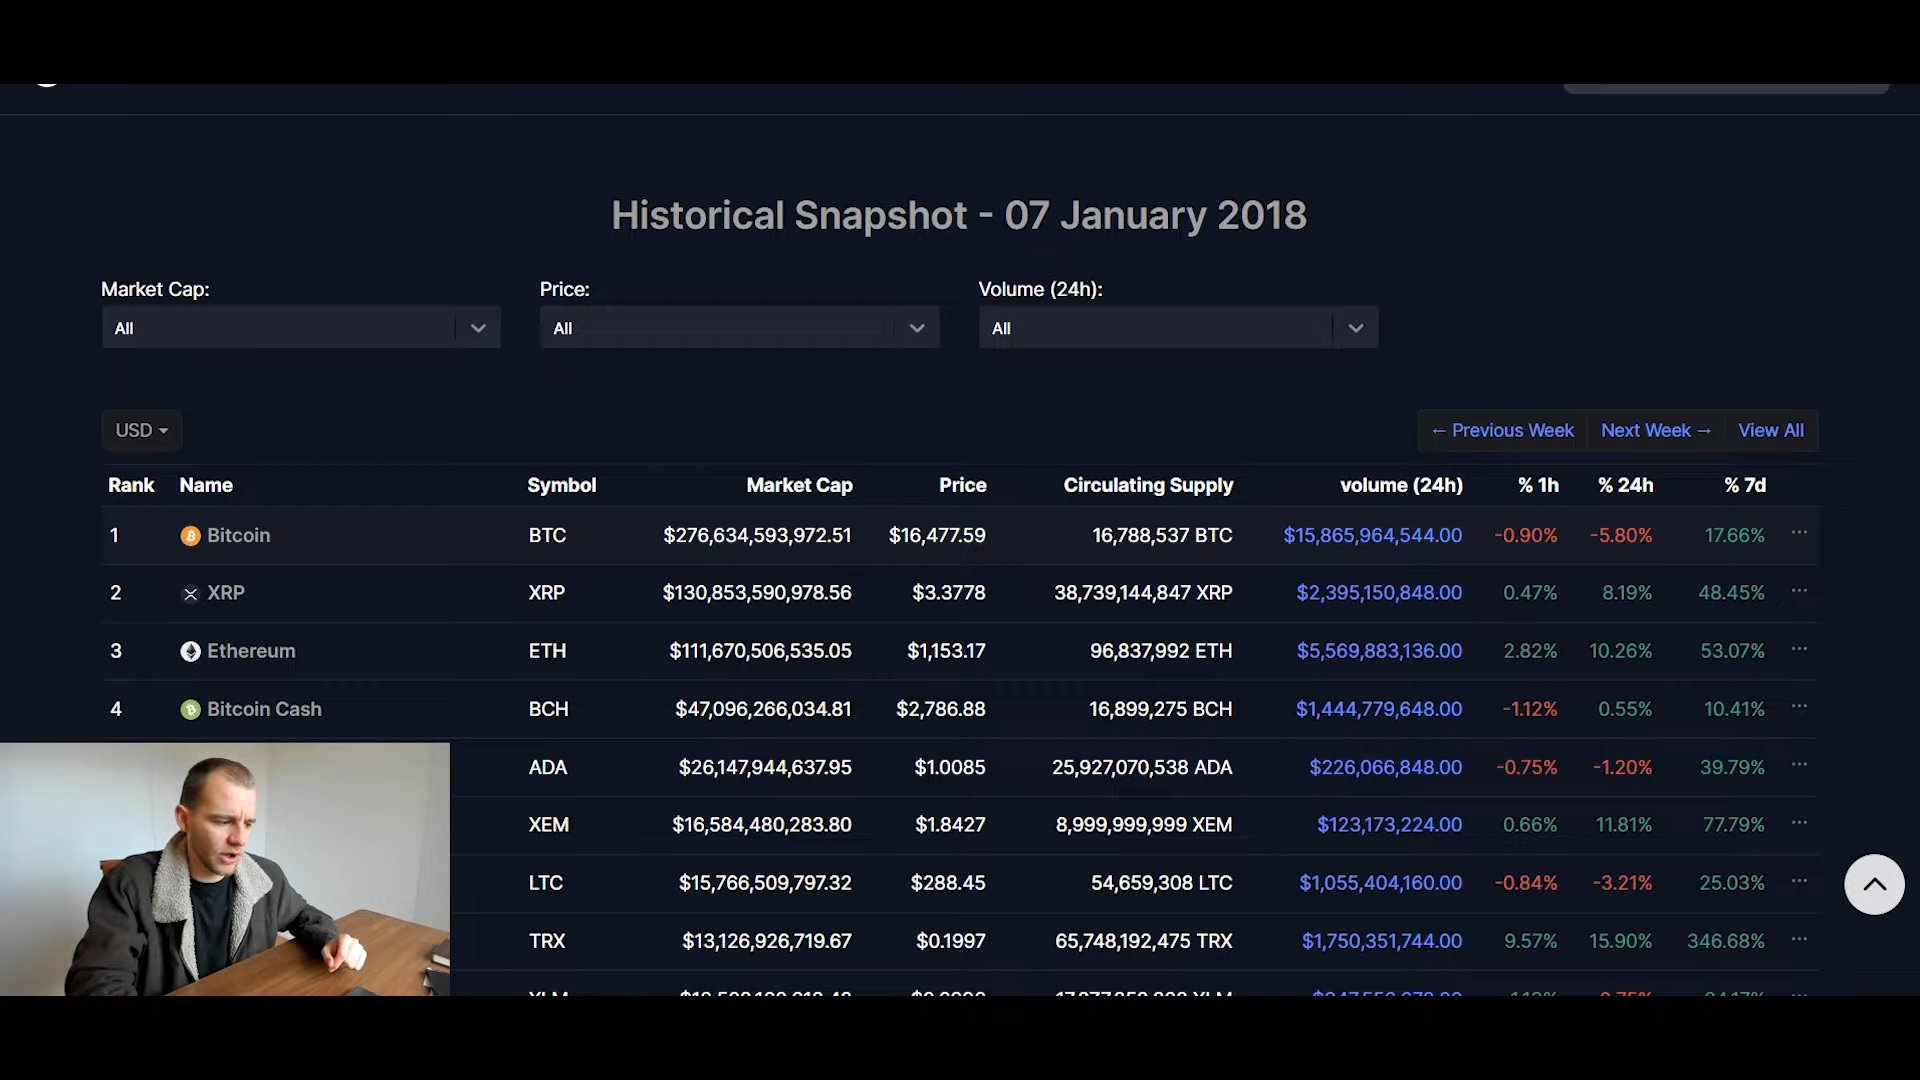 Historical Snapshot - 07 January 2018
Market Cap: Price: Volume (24h):
All All All
USD ← Previous Week Next Week → View All
Rank Name Symbol Market Cap Price Circulating Supply volume (24h) % 1h % 24h % 7d
1 Bitcoin BTC $276,634,593,972.51 $16,477.59 16,788,537 BTC $15,865,964,544.00 -0.90% -5.80% 17.66% ...
2 XRP XRP $130,853,590,978.56 $3.3778 38,739,144,847 XRP $2,395,150,848.00 0.47% 8.19% 48.45% ...
3 Ethereum ETH $111,670,506,535.05 $1,153.17 96,837,992 ETH $5,569,883,136.00 2.82% 10.26% 53.07% ...
4 Bitcoin Cash BCH $47,096,266,034.81 $2,786.88 16,899,275 BCH $1,444,779,648.00 -1.12% 0.55% 10.41% ...
ADA $26,147,944,637.95 $1.0085 25,927,070,538 ADA $226,066,848.00 -0.75% -1.20% 39.79% ...
XEM $16,584,480,283.80 $1.8427 8,999,999,999 XEM $123,173,224.00 0.66% 11.81% 77.79% ...
LTC $15,766,509,797.32 $288.45 54,659,308 LTC $1,055,404,160.00 -0.84% -3.21% 25.03% ...
TRX $13,126,926,719.67 $0.1997 65,748,192,475 TRX $1,750,351,744.00 9.57% 15.90% 346.68% ...
XLM